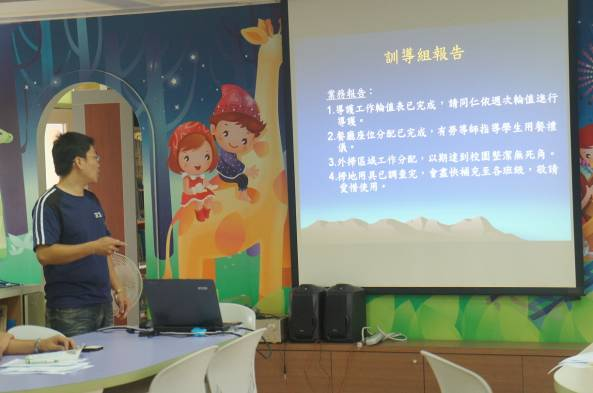 訓導組報告
業務報告：
1.導護工作輪值表已完成，請同仁依週次輪值進行
導護。
2.餐廳座位分配已完成，有勞導師指導學生用餐禮
儀。
3.外掃區域工作分配，以期達到校園整潔無死角。
4.掃地用具已調查完，會盡快補充至各班級，敬請
愛惜使用。